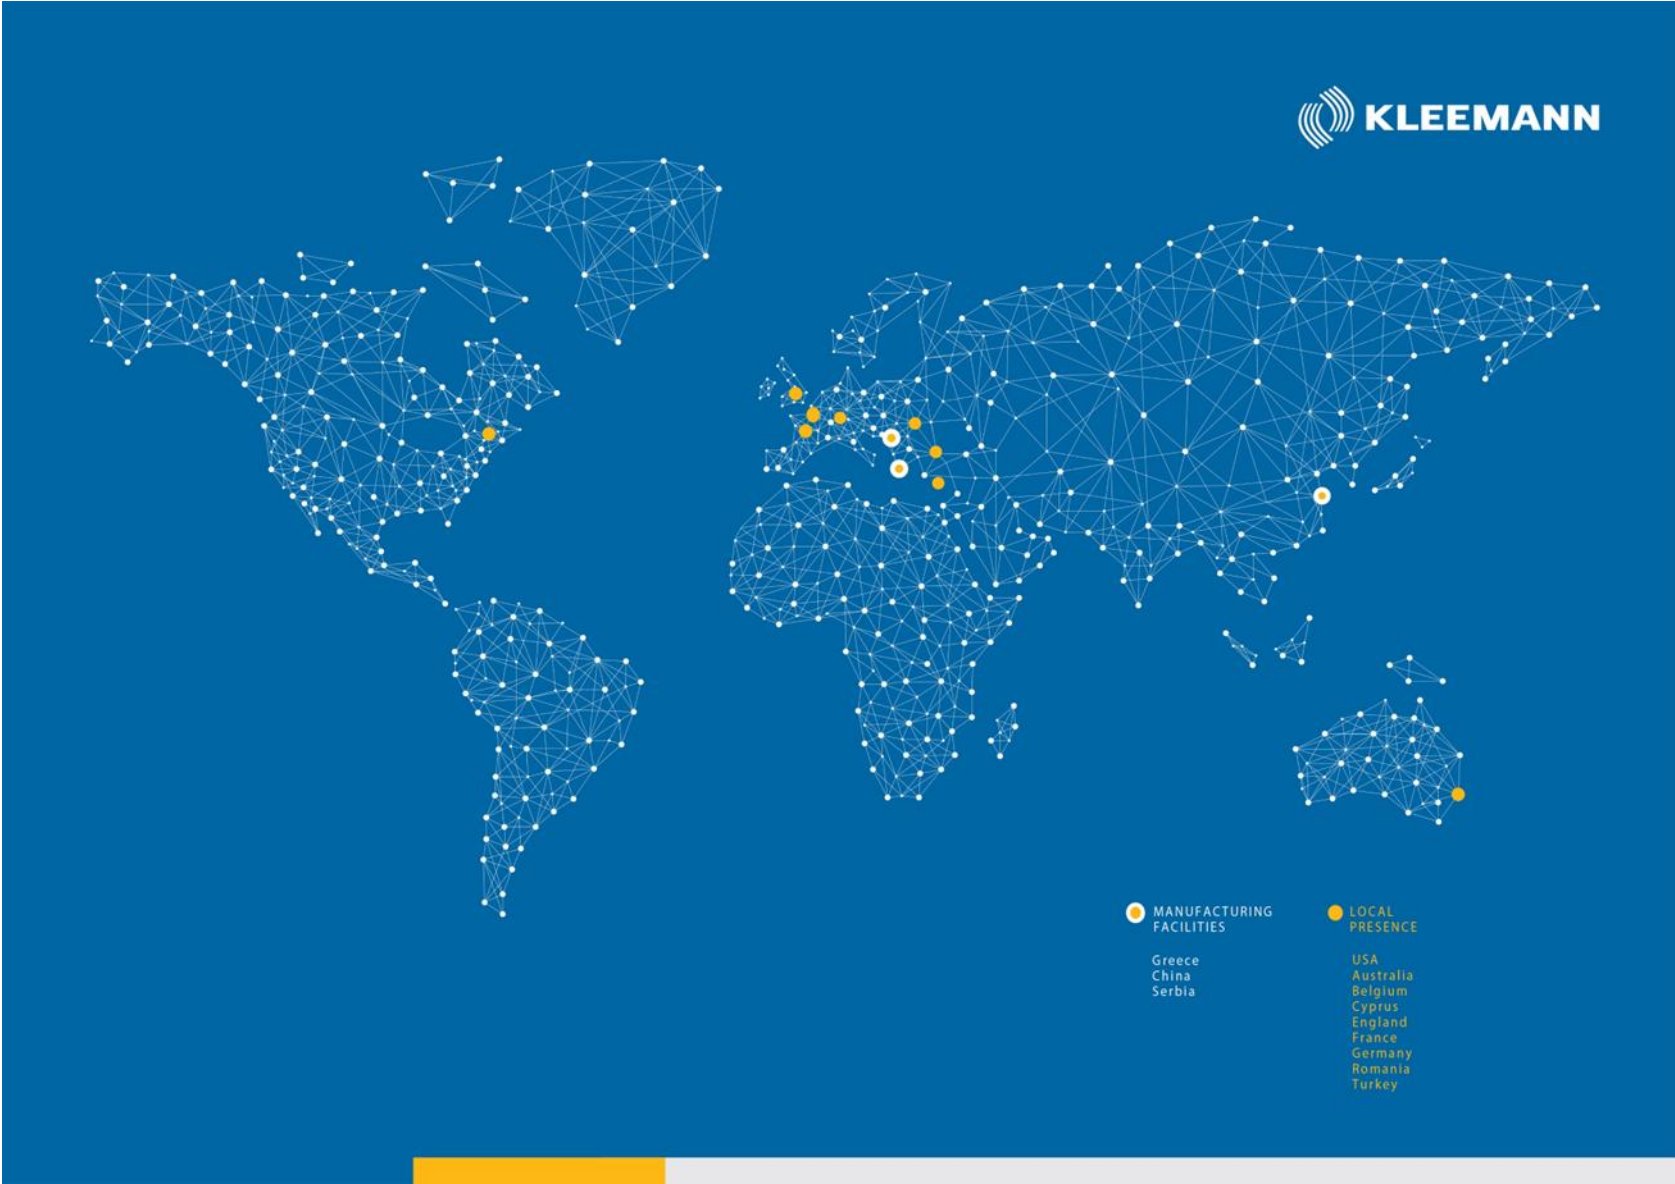 KLEEMANN
MANUFACTURING
FACILITIES
Greece
China
Serbia
LOCAL
PRESENCE
USA
Australia
Belgium
Cyprus
England
France
Germany
Romania
Turkey